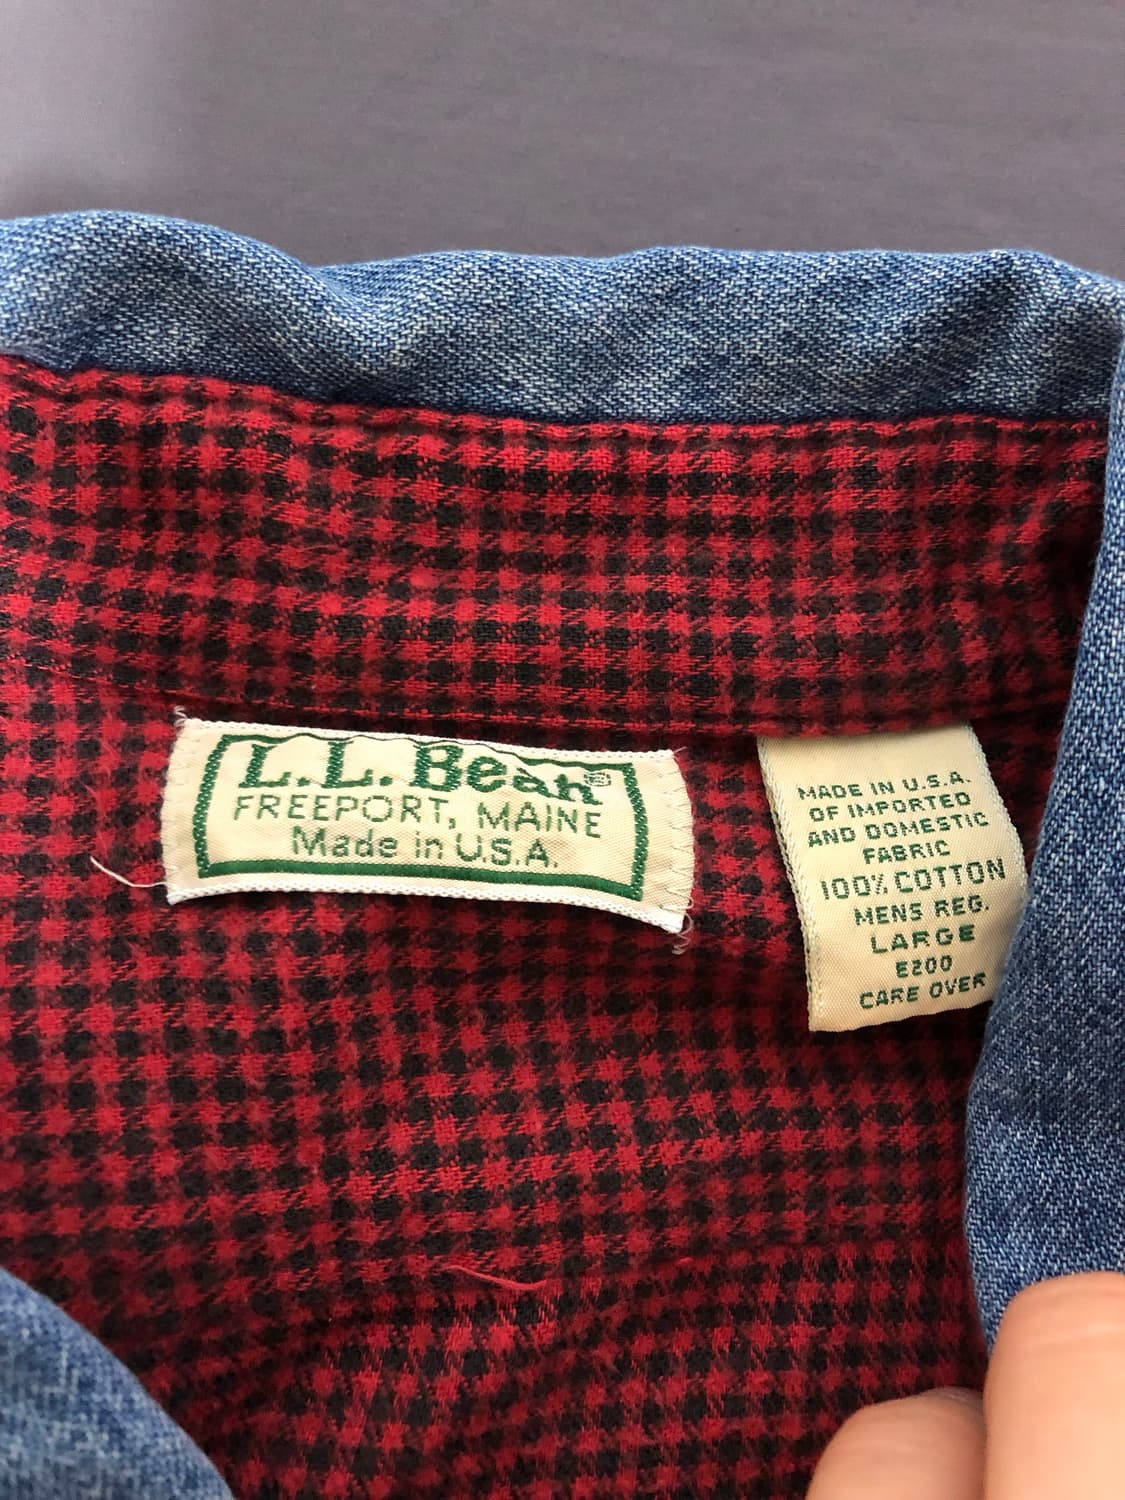 L.L.Bean®
FREEPORT, MAINE
Made in U.S.A.
MADE IN U.S.A.
OF IMPORTED
AND DOMESTIC
FABRIC
100% COTTON
MENS REG.
LARGE
E200
CARE OVER